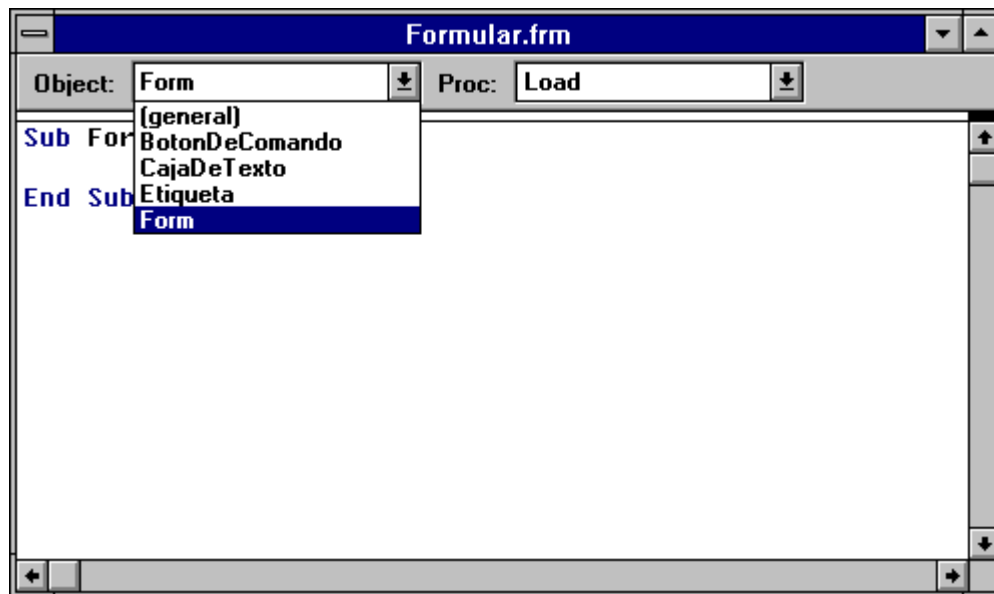 Formular.frm
Object: Form Proc: Load
(general)
Sub For
BotonDeComando
CajaDeTexto
End Sub
Etiqueta
Form